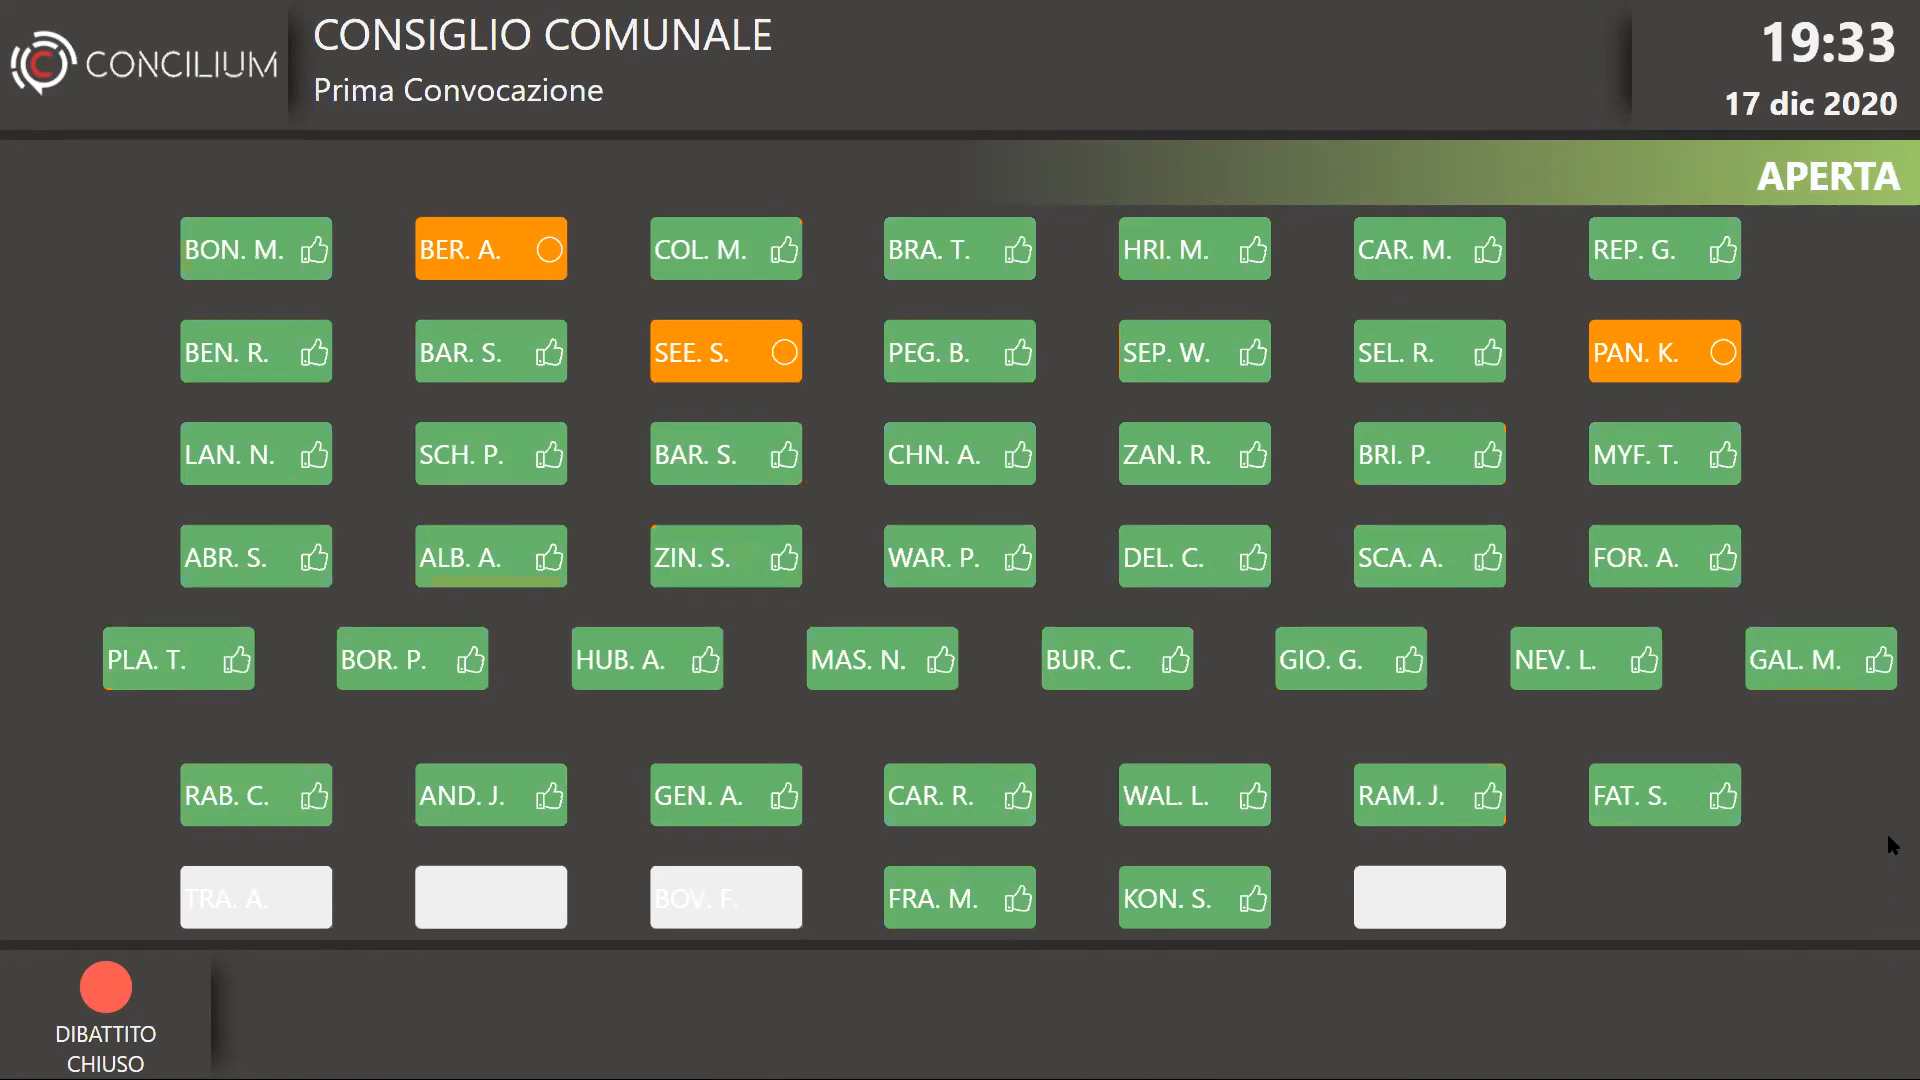 CONCILIUM
CONSIGLIO COMUNALE
Prima Convocazione
19:33
17 dic 2020
APERTA
BON. M. BER. A. COL. M. BRA. T. HRI. M. CAR. M. REP. G.
BEN. R. BAR. S. SEE. S. PEG. B. SEP. W. SEL. R. PAN. K.
LAN. N. SCH. P. BAR. S. CHN. A. ZAN. R. BRI. P. MYF. T.
ABR. S. ALB. A. ZIN. S. WAR. P. DEL. C. SCA. A. FOR. A.
PLA. T. BOR. P. HUB. A. MAS. N. BUR. C. GIO. G. NEV. L. GAL. M.
RAB. C. AND. J. GEN. A. CAR. R. WAL. L. RAM. J. FAT. S.
TRA. A. BOV. F. FRA. M. KON. S.
DIBATTITO
CHIUSO